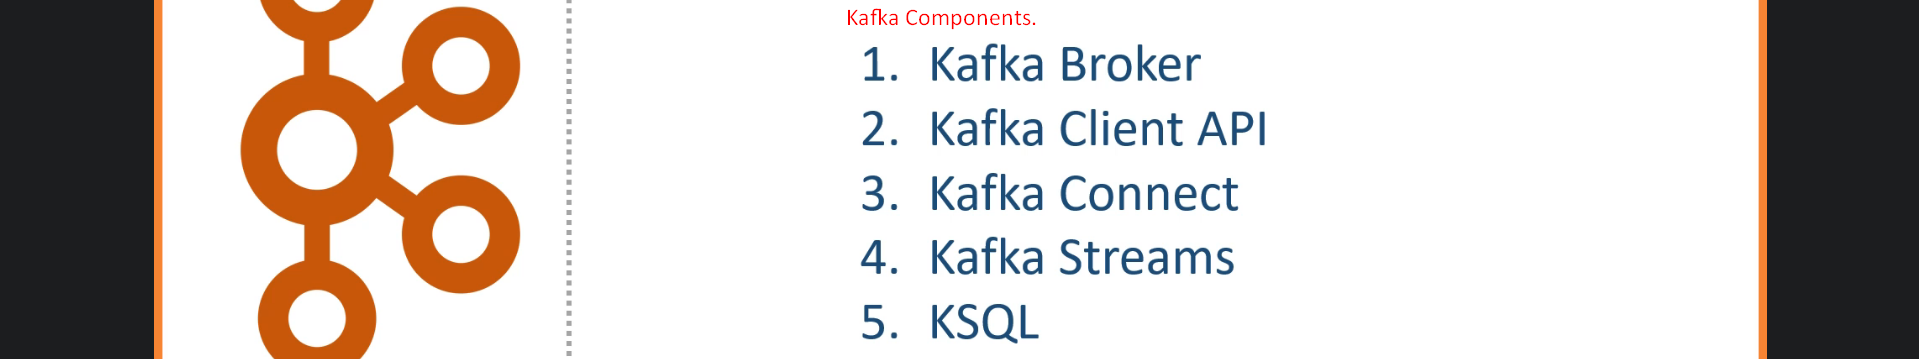 Kafka Components.
1. Kafka Broker
2. Kafka Client API
3. Kafka Connect
4. Kafka Streams
5. KSQL